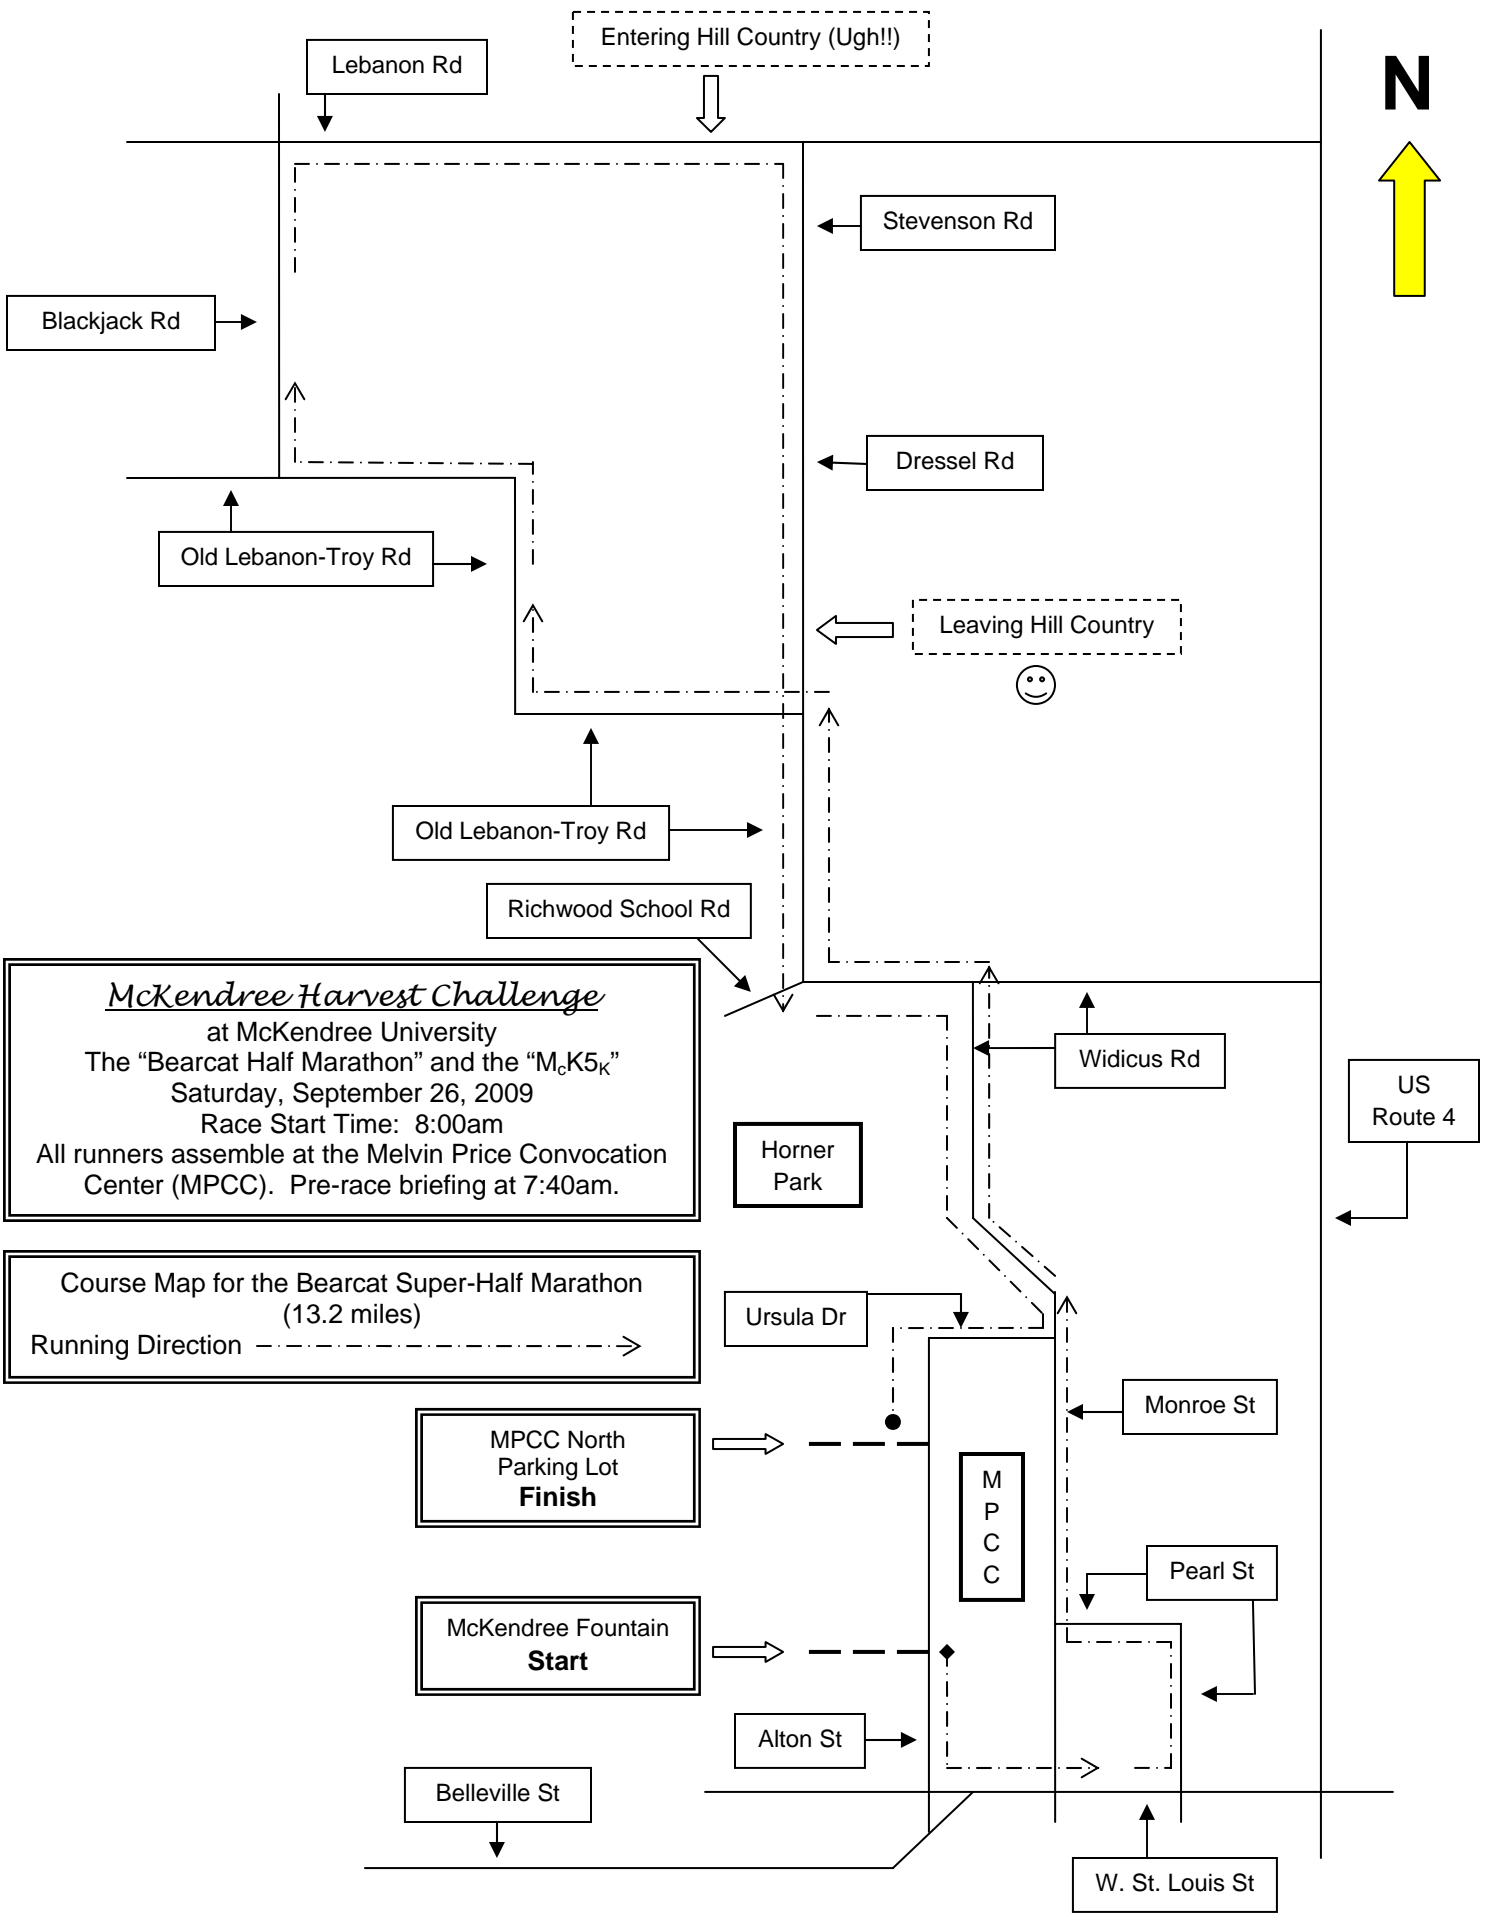 Entering Hill Country (Ugh!!)
Lebanon Rd
N
Stevenson Rd
Blackjack Rd
Dressel Rd
Old Lebanon-Troy Rd
Leaving Hill Country
Old Lebanon-Troy Rd
Richwood School Rd
McKendree Harvest Challenge
at McKendree University
The “Bearcat Half Marathon” and the “McK5K”
Saturday, September 26, 2009
Race Start Time:  8:00am
All runners assemble at the Melvin Price Convocation
Center (MPCC).  Pre-race briefing at 7:40am.
Widicus Rd
US
Route 4
Horner
Park
Course Map for the Bearcat Super-Half Marathon
(13.2 miles)
Running Direction
Ursula Dr
Monroe St
MPCC North
Parking Lot
Finish
M
P
C
C
Pearl St
McKendree Fountain
Start
Alton St
Belleville St
W. St. Louis St